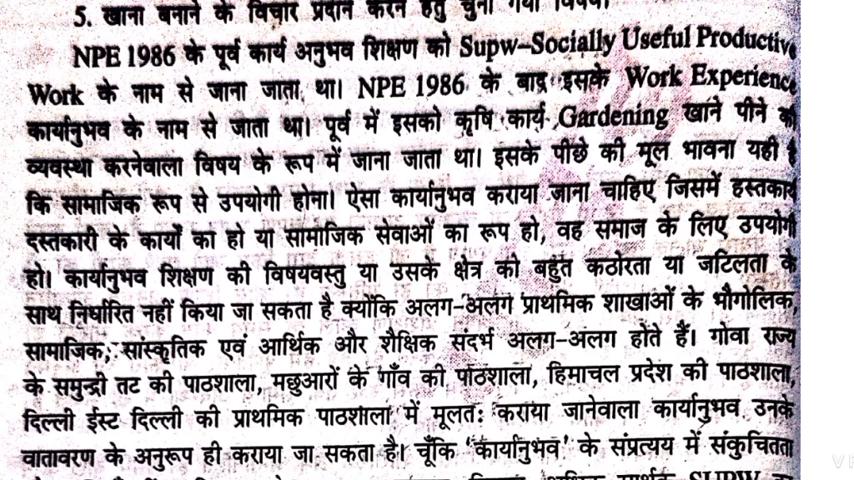 5. खाना बनाने के विचार प्रदान करने हेतु चुना गया विषय।
NPE 1986 के पूर्व कार्य अनुभव शिक्षण को Supw-Socially Useful Productive
Work के नाम से जाना जाता था। NPE 1986 के बाद इसके Work Experience
कार्यानुभव के नाम से जाता था। पूर्व में इसको कृषि कार्य Gardening खाने पीने की
व्यवस्था करनेवाला विषय के रूप में जाना जाता था। इसके पीछे की मूल भावना यही है
कि सामाजिक रूप से उपयोगी होना। ऐसा कार्यानुभव कराया जाना चाहिए जिसमें हस्तकार्य
दस्तकारी के कार्यों का हो या सामाजिक सेवाओं का रूप हो, वह समाज के लिए उपयोगी
हो। कार्यानुभव शिक्षण की विषयवस्तु या उसके क्षेत्र को बहुत कठोरता या जटिलता के
साथ निर्धारित नहीं किया जा सकता है क्योंकि अलग-अलग प्राथमिक शाखाओं के भौगोलिक,
सामाजिक, सांस्कृतिक एवं आर्थिक और शैक्षिक संदर्भ अलग-अलग होते हैं। गोवा राज्य
के समुन्द्री तट की पाठशाला, मछुआरों के गाँव की पाठशाला, हिमाचल प्रदेश की पाठशाला,
दिल्ली ईस्ट दिल्ली की प्राथमिक पाठशाला में मूलतः कराया जानेवाला कार्यानुभव उनके
वातावरण के अनुरूप ही कराया जा सकता है। चूँकि 'कार्यानुभव' के संप्रत्यय में संकुचितता
SUPW